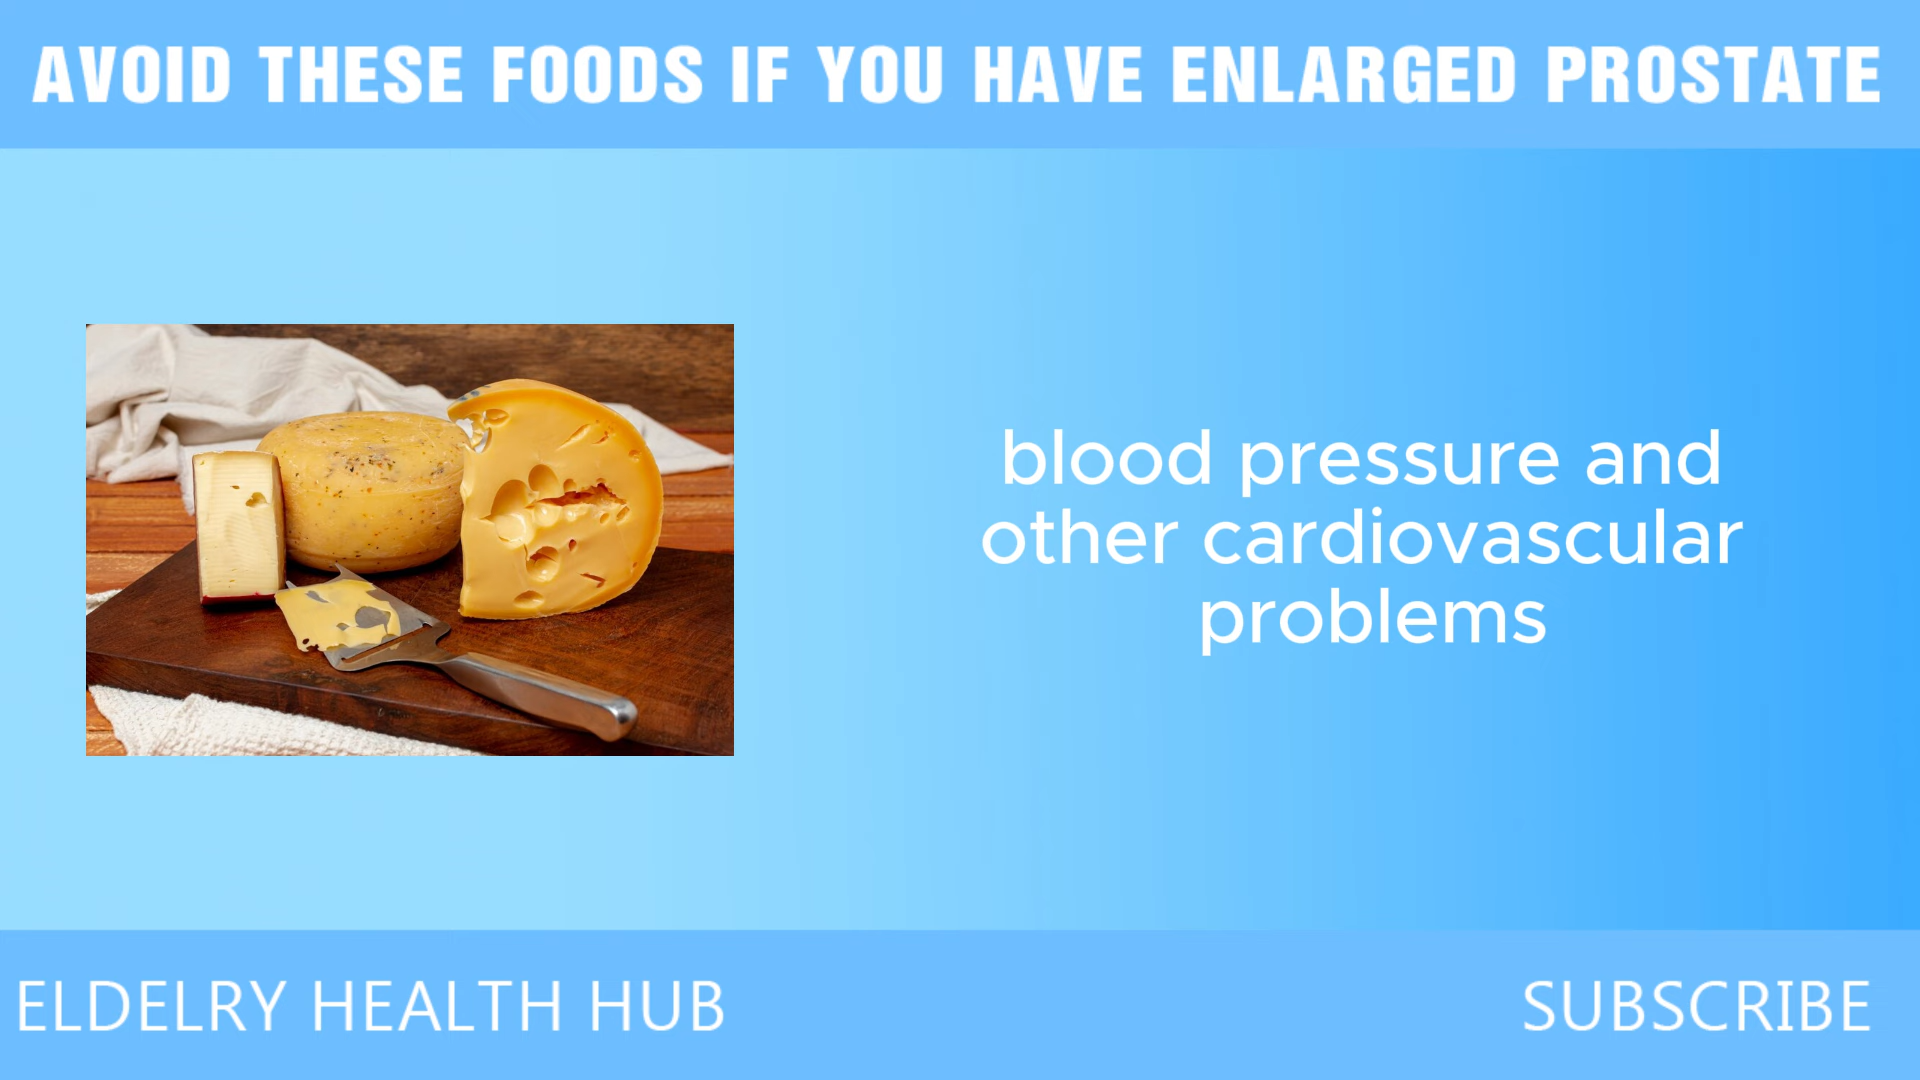 AVOID THESE FOODS IF YOU HAVE ENLARGED PROSTATE
blood pressure and
other cardiovascular
problems
ELDELRY HEALTH HUB
SUBSCRIBE